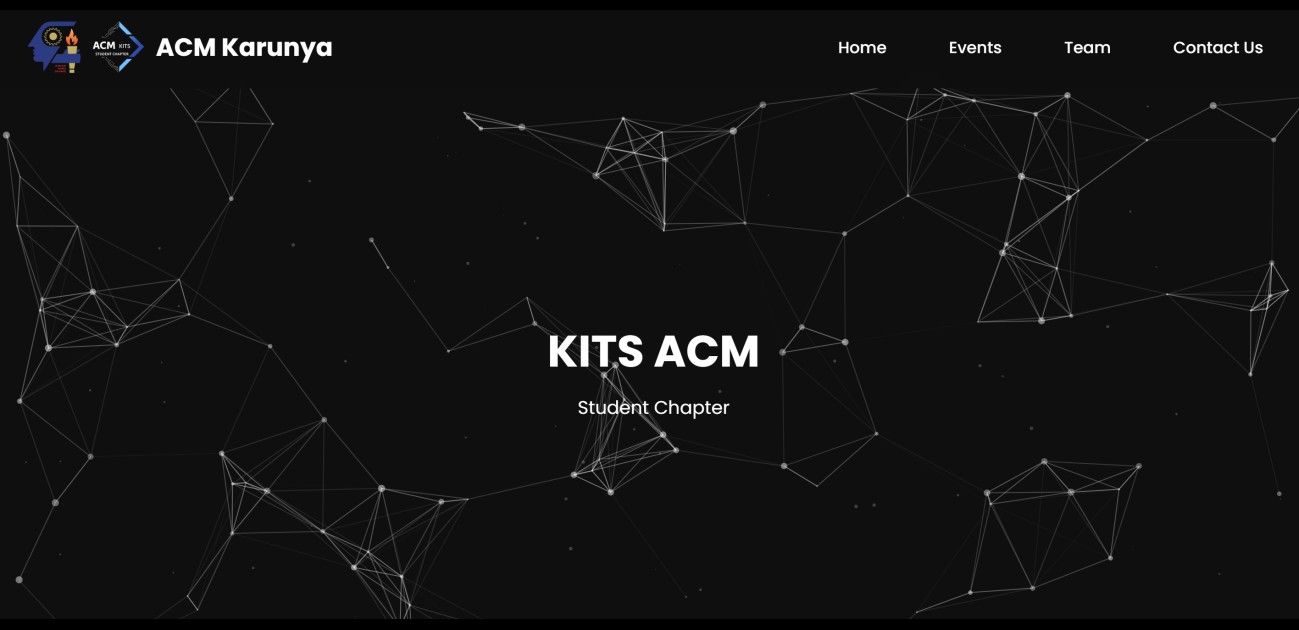 ACM KITS
STUDENT CHAPTER
ACM Karunya
Home
Events
Team
Contact Us
KITS ACM
Student Chapter